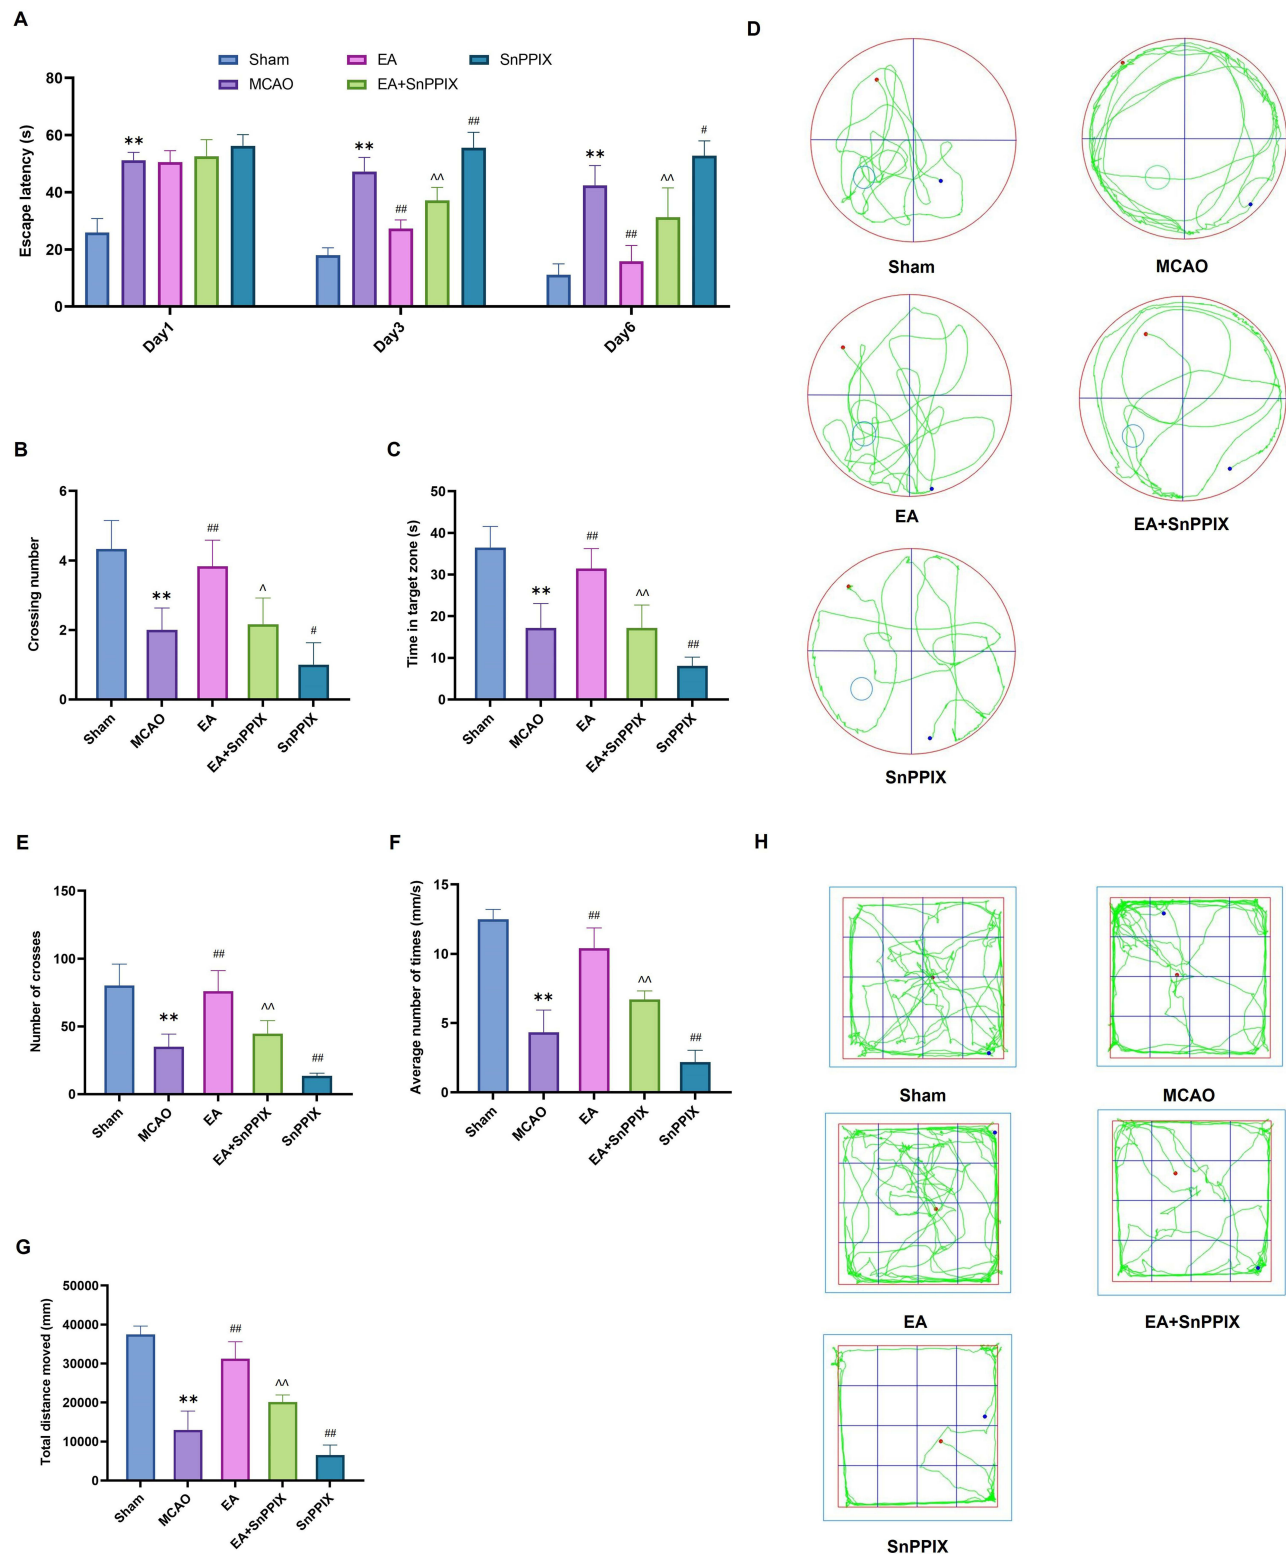 A
Sham
EA
SnPPIX
MCAO
EA+SnPPIX
Escape latency (s)
80
60
40
20
0
**
**
##
^^
##
**
##
^^
#
Day1
Day3
Day6
B
Crossing number
6
4
2
0
**
##
^
#
Sham
MCAO
EA
EA+SnPPIX
SnPPIX
C
Time in target zone (s)
50
40
30
20
10
0
**
##
^^
##
Sham
MCAO
EA
EA+SnPPIX
SnPPIX
D
Sham
MCAO
EA
EA+SnPPIX
SnPPIX
E
Number of crosses
150
100
50
0
**
##
^^
##
Sham
MCAO
EA
EA+SnPPIX
SnPPIX
F
Average number of times (mm/s)
15
10
5
0
**
##
^^
##
Sham
MCAO
EA
EA+SnPPIX
SnPPIX
G
Total distance moved (mm)
50000
40000
30000
20000
10000
0
**
##
^^
##
Sham
MCAO
EA
EA+SnPPIX
SnPPIX
H
Sham
MCAO
EA
EA+SnPPIX
SnPPIX